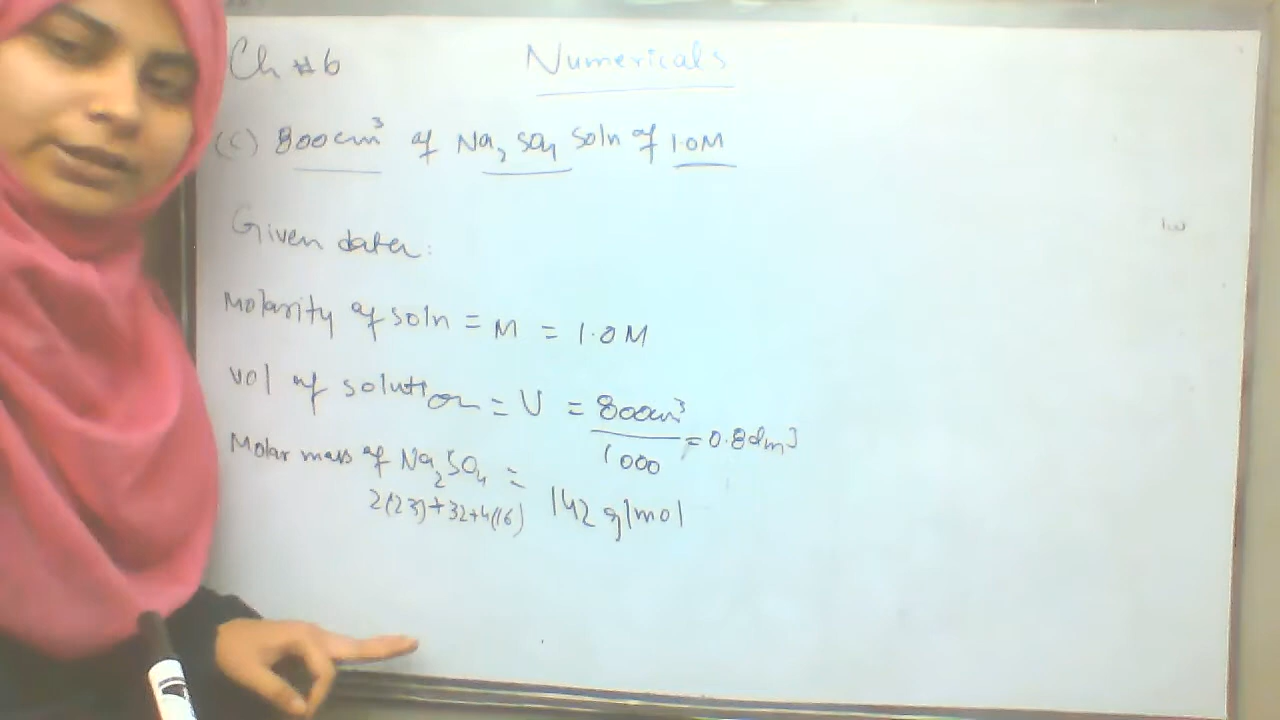 Ch #6
Numericals
(C) 800cm³ of Na₂SO₄ soln of 1.0M
Given data:
Molarity of soln = M = 1.0M
Vol of solution = V = 800cm³/1000 = 0.8dm³
Molar mass of Na₂SO₄ = 142 g/mol
2(23)+32+4(16)